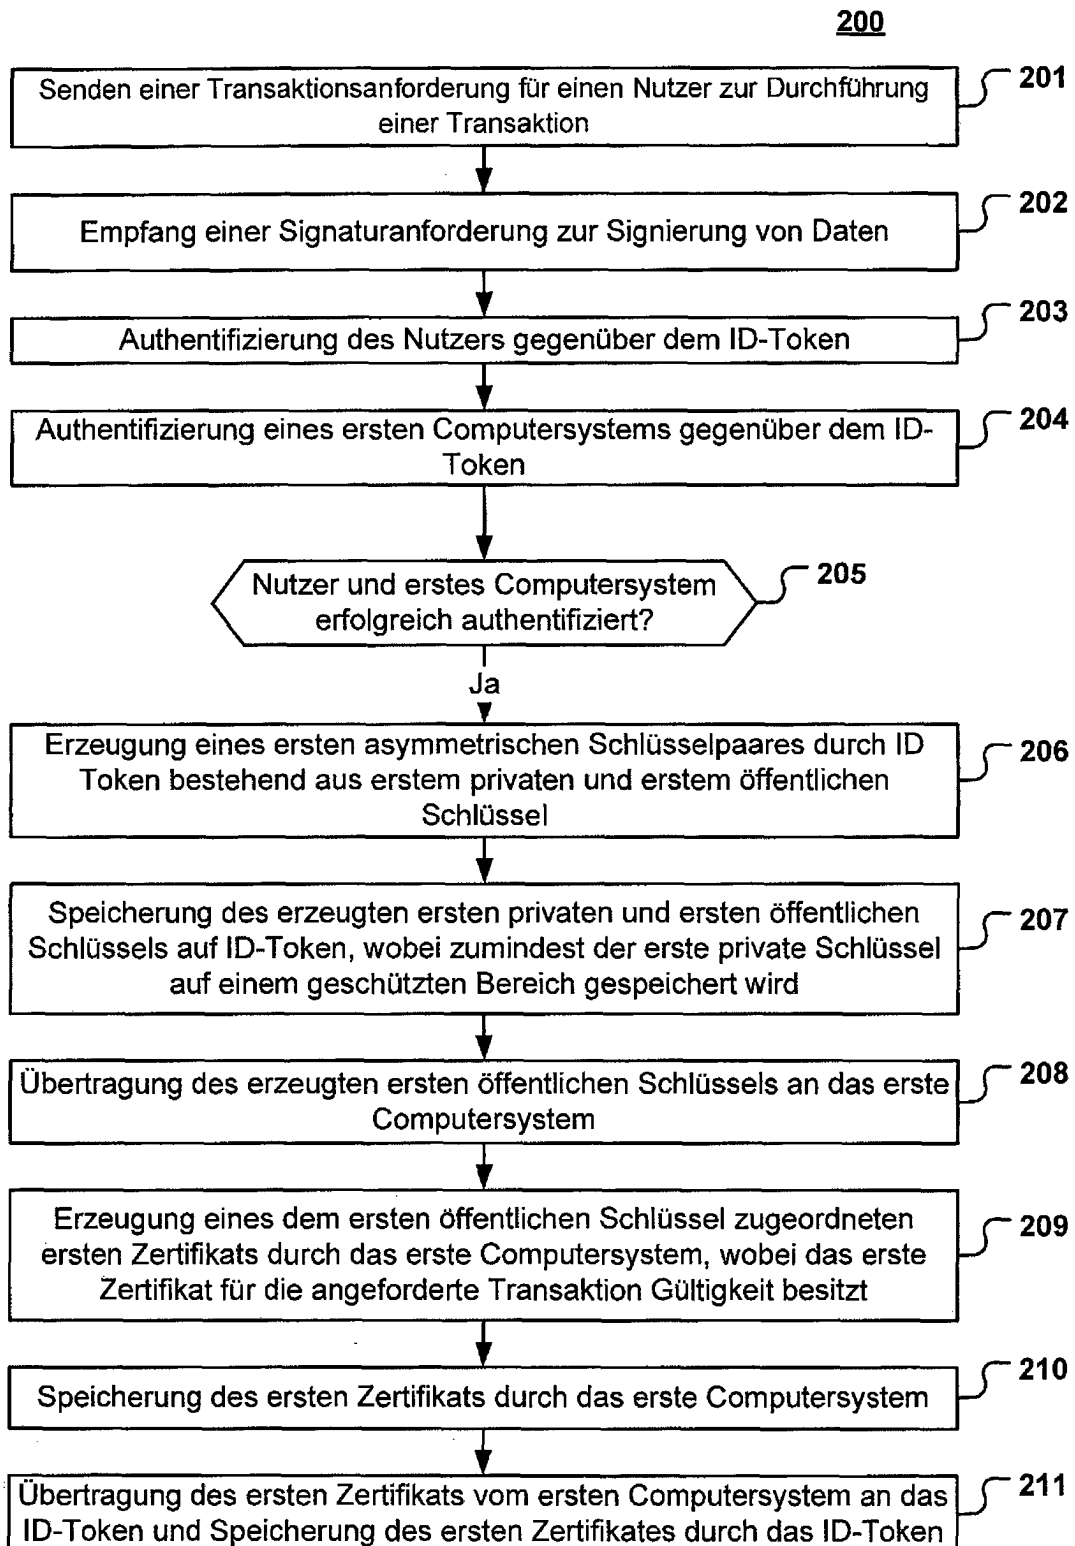 200
Senden einer Transaktionsanforderung für einen Nutzer zur Durchführung
einer Transaktion
201
Empfang einer Signaturanforderung zur Signierung von Daten
202
Authentifizierung des Nutzers gegenüber dem ID-Token
203
Authentifizierung eines ersten Computersystems gegenüber dem ID-
Token
204
Nutzer und erstes Computersystem
erfolgreich authentifiziert?
205
Ja
Erzeugung eines ersten asymmetrischen Schlüsselpaares durch ID
Token bestehend aus erstem privaten und erstem öffentlichen
Schlüssel
206
Speicherung des erzeugten ersten privaten und ersten öffentlichen
Schlüssels auf ID-Token, wobei zumindest der erste private Schlüssel
auf einem geschützten Bereich gespeichert wird
207
Übertragung des erzeugten ersten öffentlichen Schlüssels an das erste
Computersystem
208
Erzeugung eines dem ersten öffentlichen Schlüssel zugeordneten
ersten Zertifikats durch das erste Computersystem, wobei das erste
Zertifikat für die angeforderte Transaktion Gültigkeit besitzt
209
Speicherung des ersten Zertifikats durch das erste Computersystem
210
Übertragung des ersten Zertifikats vom ersten Computersystem an das
ID-Token und Speicherung des ersten Zertifikates durch das ID-Token
211